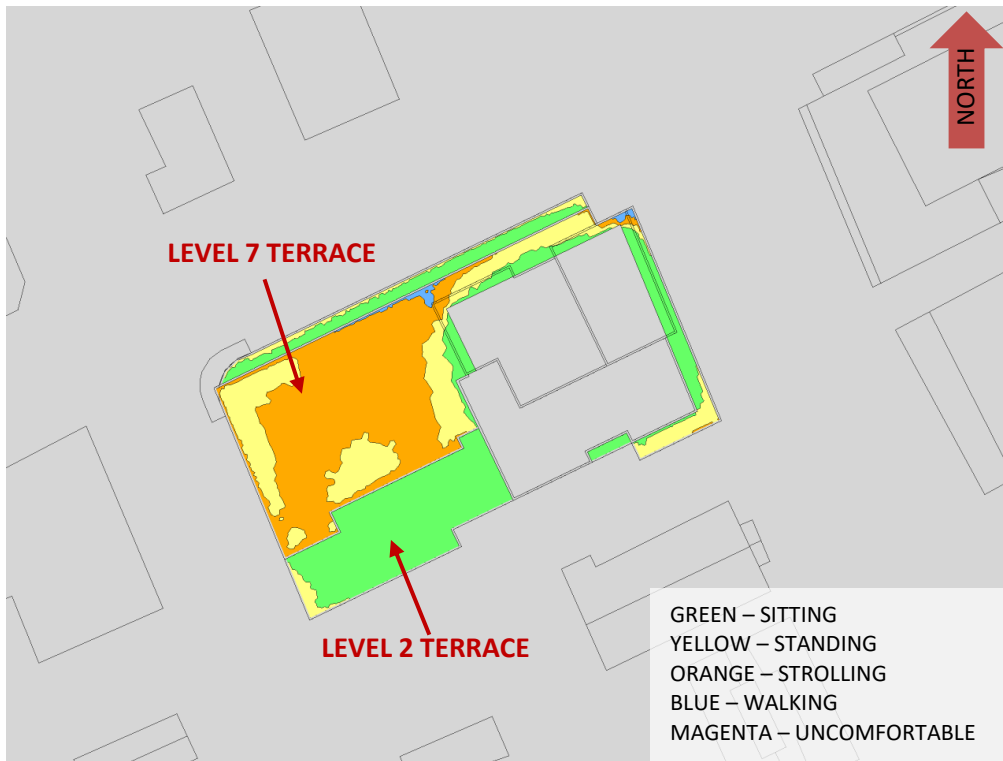 NORTH
LEVEL 7 TERRACE
LEVEL 2 TERRACE
GREEN – SITTING
YELLOW – STANDING
ORANGE – STROLLING
BLUE – WALKING
MAGENTA – UNCOMFORTABLE